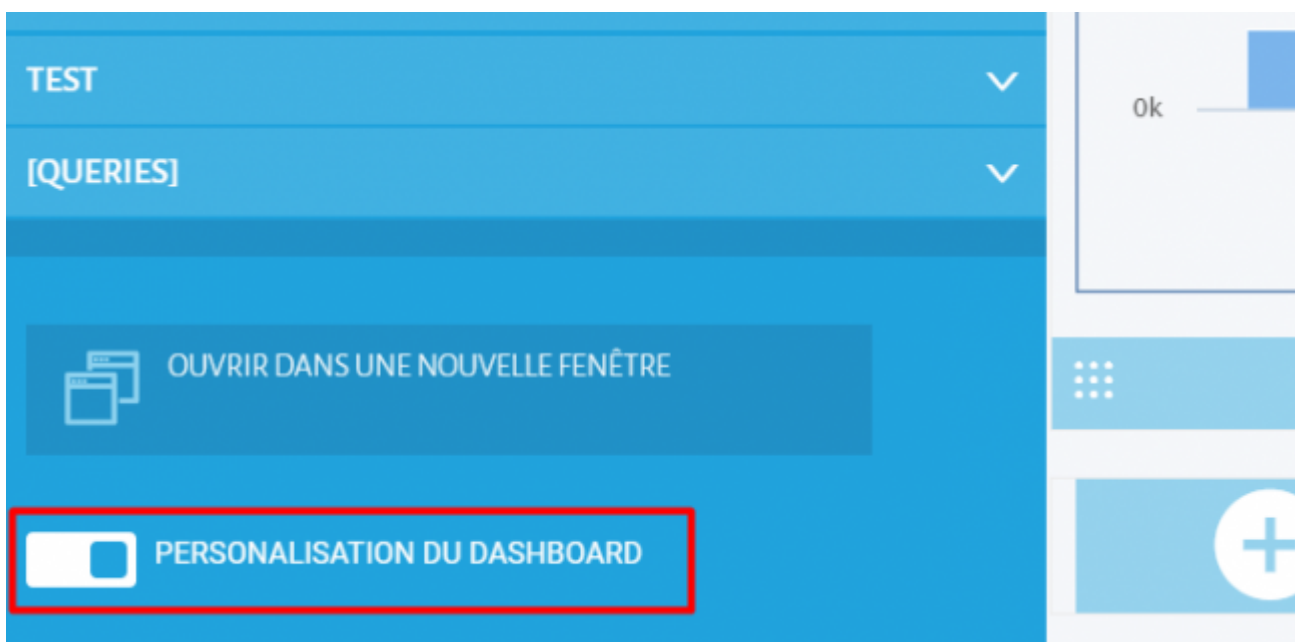 TEST
0k
[QUERIES]
OUVRIR DANS UNE NOUVELLE FENÊTRE
PERSONALISATION DU DASHBOARD